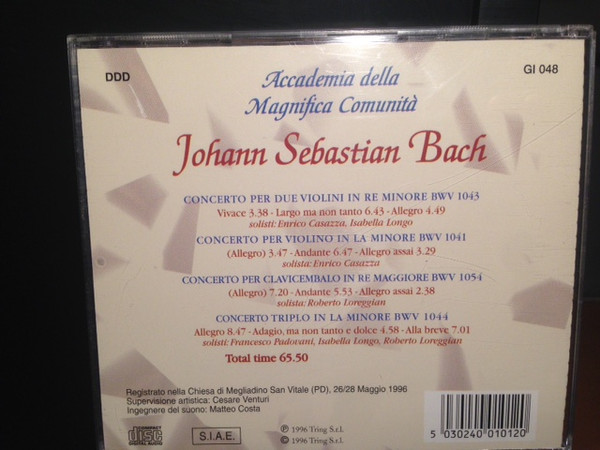 DDD
GI 048
Accademia della
Magnifica Comunità
Johann Sebastian Bach
CONCERTO PER DUE VIOLINI IN RE MINORE BWV 1043
Vivace 3.38 - Largo ma non tanto 6.43 - Allegro 4.49
solisti: Enrico Casazza, Isabella Longo
CONCERTO PER VIOLINO IN LA MINORE BWV 1041
(Allegro) 3.47 - Andante 6.47 - Allegro assai 3.29
solista: Enrico Casazza
CONCERTO PER CLAVICEMBALO IN RE MAGGIORE BWV 1054
(Allegro) 7.20 - Andante 5.53 - Allegro assai 2.38
solista: Roberto Loreggian
CONCERTO TRIPLO IN LA MINORE BWV 1044
Allegro 8.47 - Adagio, ma non tanto e dolce 4.58 - Alla breve 7.01
solisti: Francesco Padovani, Isabella Longo, Roberto Loreggian
Total time 65.50
Registrato nella Chiesa di Megliadino San Vitale (PD), 26/28 Maggio 1996
Supervisione artistica: Cesare Venturi
Ingegnere del suono: Matteo Costa
COMPACT
disc
DIGITAL AUDIO
S.I.A.E.
℗ 1996 Tring S.r.l.
© 1996 Tring S.r.l.
5 030240 010120